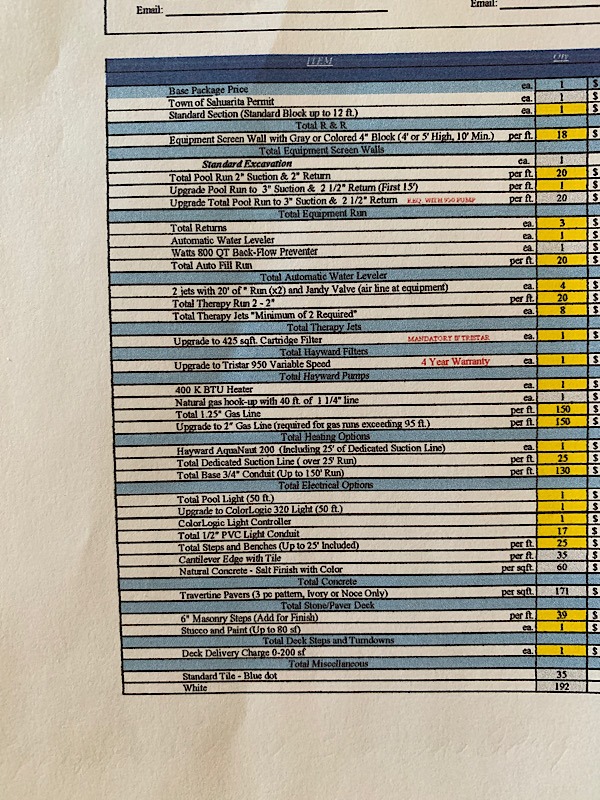 Email:
Email:
ITEM QTY
Base Package Price ea. 1 $
Town of Sahuarita Permit ea. 1 $
Standard Section (Standard Block up to 12 ft.) ea. 1 $
Total R & R
Equipment Screen Wall with Gray or Colored 4" Block (4' or 5' High, 10' Min.) per ft. 18 $
Total Equipment Screen Walls
Standard Excavation ea. 1 $
Total Pool Run 2" Suction & 2" Return per ft. 20 $
Upgrade Pool Run to 3" Suction & 2 1/2" Return (First 15') per ft. 1 $
Upgrade Total Pool Run to 3" Suction & 2 1/2" Return REQ. WITH 950 PUMP per ft. 20 $
Total Equipment Run
Total Returns ea. 3 $
Automatic Water Leveler ea. 1 $
Watts 800 QT Back-Flow Preventer ea. 1 $
Total Auto Fill Run per ft. 20 $
Total Automatic Water Leveler
2 jets with 20' of " Run (x2) and Jandy Valve (air line at equipment) ea. 4 $
Total Therapy Run 2 - 2" per ft. 20 $
Total Therapy Jets "Minimum of 2 Required" ea. 8 $
Total Therapy Jets
Upgrade to 425 sqft. Cartridge Filter MANDATORY IF TRISTAR ea. 1 $
Total Hayward Filters
Upgrade to Tristar 950 Variable Speed 4 Year Warranty ea. 1 $
Total Hayward Pumps
400 K BTU Heater ea. 1 $
Natural gas hook-up with 40 ft. of 1 1/4" line ea. 1 $
Total 1.25" Gas Line per ft. 150 $
Upgrade to 2" Gas Line (required for gas runs exceeding 95 ft.) per ft. 150 $
Total Heating Options
Hayward AquaNaut 200 (Including 25' of Dedicated Suction Line) ea. 1 $
Total Dedicated Suction Line ( over 25' Run) per ft. 25 $
Total Base 3/4" Conduit (Up to 150' Run) per ft. 130 $
Total Electrical Options
Total Pool Light (50 ft.) 1 $
Upgrade to ColorLogic 320 Light (50 ft.) 1 $
ColorLogic Light Controller 1 $
Total 1/2" PVC Light Conduit 17 $
Total Steps and Benches (Up to 25' Included) per ft. 25 $
Cantilever Edge with Tile per ft. 35 $
Natural Concrete - Salt Finish with Color per sqft. 60 $
Total Concrete
Travertine Pavers (3 pc pattern, Ivory or Noce Only) per sqft. 171 $
Total Stone/Paver Deck
6" Masonry Steps (Add for Finish) per ft. 39 $
Stucco and Paint (Up to 80 sf) ea. 1 $
Total Deck Steps and Turndowns
Deck Delivery Charge 0-200 sf ea. 1 $
Total Miscellaneous
Standard Tile - Blue dot 35
White 192